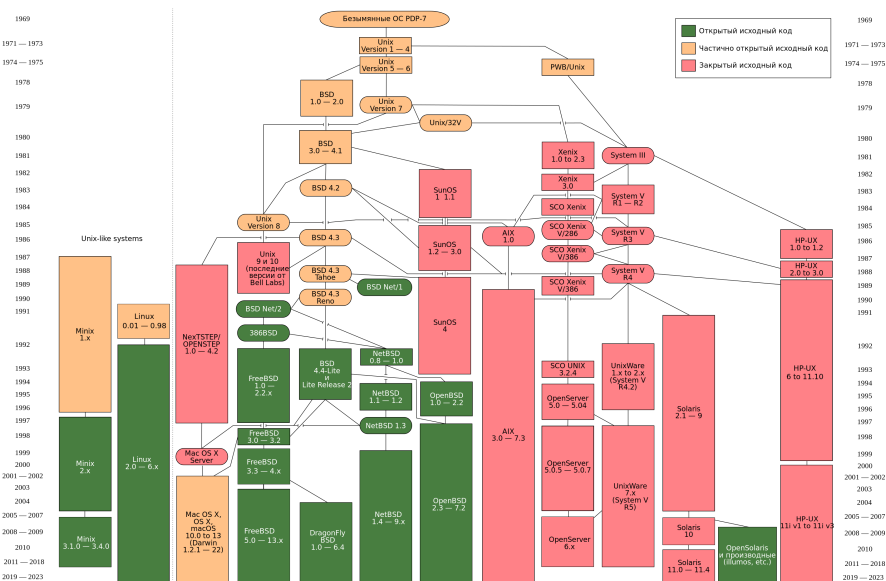 1969
1971 — 1973
1974 — 1975
1978
1979
1980
1981
1982
1983
1984
1985
1986
1987
1988
1989
1990
1991
1992
1993
1994
1995
1996
1997
1998
1999
2000
2001 — 2002
2003
2004
2005 — 2007
2008 — 2009
2010
2011 — 2018
2019 — 2023
Unix-like systems
Minix
1.x
Minix
2.x
Minix
3.1.0 — 3.4.0
Linux
0.01 — 0.98
Linux
2.0 — 6.x
NeXTSTEP/
OPENSTEP
1.0 — 4.2
Mac OS X
Server
Mac OS X,
OS X,
macOS
10.0 to 13
(Darwin
1.2.1 — 22)
Безымянные ОС PDP-7
Unix
Version 1 — 4
Unix
Version 5 — 6
BSD
1.0 — 2.0
Unix
Version 7
Unix/32V
BSD
3.0 — 4.1
BSD 4.2
Unix
Version 8
BSD 4.3
Unix
9 и 10
(последние
версии от
Bell Labs)
BSD 4.3
Tahoe
BSD Net/1
BSD 4.3
Reno
BSD Net/2
386BSD
FreeBSD
1.0 —
2.2.x
BSD
4.4-Lite
и
Lite Release 2
FreeBSD
3.0 — 3.2
FreeBSD
3.3 — 4.x
FreeBSD
5.0 — 13.x
DragonFly
BSD
1.0 — 6.4
NetBSD
0.8 — 1.0
NetBSD
1.1 — 1.2
NetBSD 1.3
NetBSD
1.4 — 9.x
OpenBSD
1.0 — 2.2
OpenBSD
2.3 — 7.2
SunOS
1 1.1
SunOS
1.2 — 3.0
SunOS
4
AIX
1.0
AIX
3.0 — 7.3
PWB/Unix
Xenix
1.0 to 2.3
Xenix
3.0
SCO Xenix
SCO Xenix
V/286
SCO Xenix
V/386
SCO Xenix
V/386
SCO UNIX
3.2.4
OpenServer
5.0 — 5.04
OpenServer
5.0.5 — 5.0.7
OpenServer
6.x
System III
System V
R1 — R2
System V
R3
System V
R4
UnixWare
1.x to 2.x
(System V
R4.2)
UnixWare
7.x
(System V
R5)
Solaris
2.1 — 9
Solaris
10
Solaris
11.0 — 11.4
OpenSolaris
и производные
(illumos, etc.)
HP-UX
1.0 to 1.2
HP-UX
2.0 to 3.0
HP-UX
6 to 11.10
HP-UX
11i v1 to 11i v3
Открытый исходный код
Частично открытый исходный код
Закрытый исходный код
1969
1971 — 1973
1974 — 1975
1978
1979
1980
1981
1982
1983
1984
1985
1986
1987
1988
1989
1990
1991
1992
1993
1994
1995
1996
1997
1998
1999
2000
2001 — 2002
2003
2004
2005 — 2007
2008 — 2009
2010
2011 — 2018
2019 — 2023